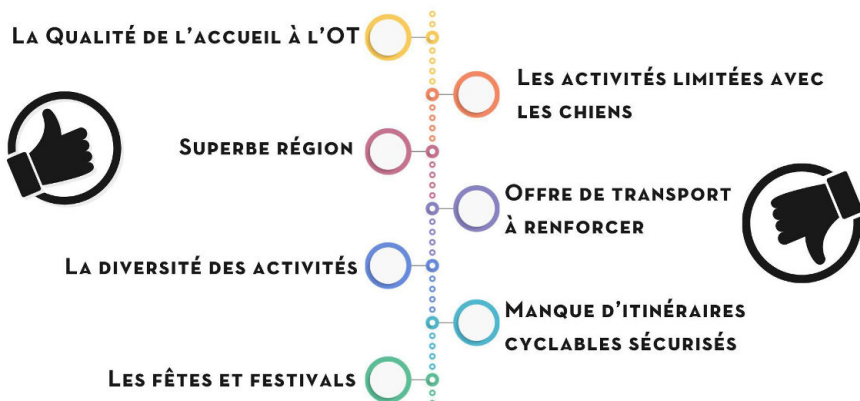 La Qualité de l'accueil à l'OT
Les activités limitées avec
les chiens
Superbe région
Offre de transport
à renforcer
La diversité des activités
Manque d'itinéraires
cyclables sécurisés
Les fêtes et festivals